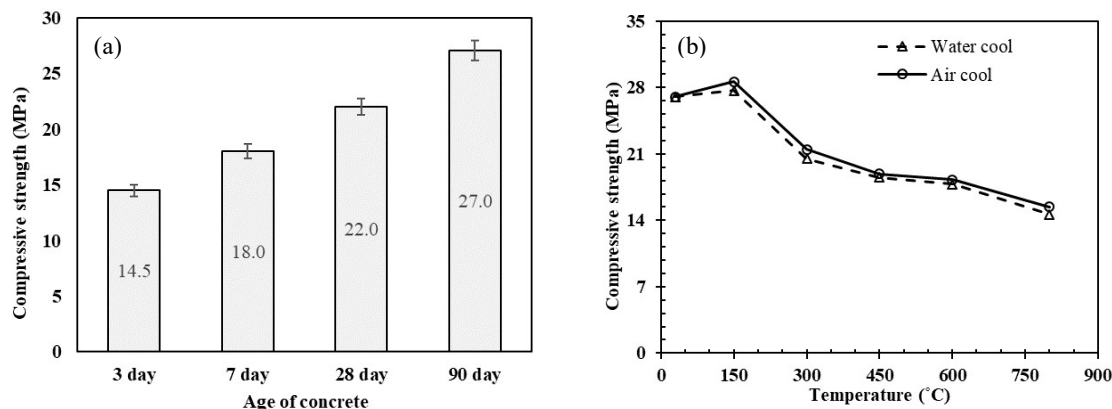 (a)
Compressive strength (MPa)
30
25
20
15
10
5
0
14.5
18.0
22.0
27.0
3 day 7 day 28 day 90 day
Age of concrete
(b)
Water cool
Air cool
Compressive strength (MPa)
35
28
21
14
7
0
0 150 300 450 600 750 900
Temperature (˚C)